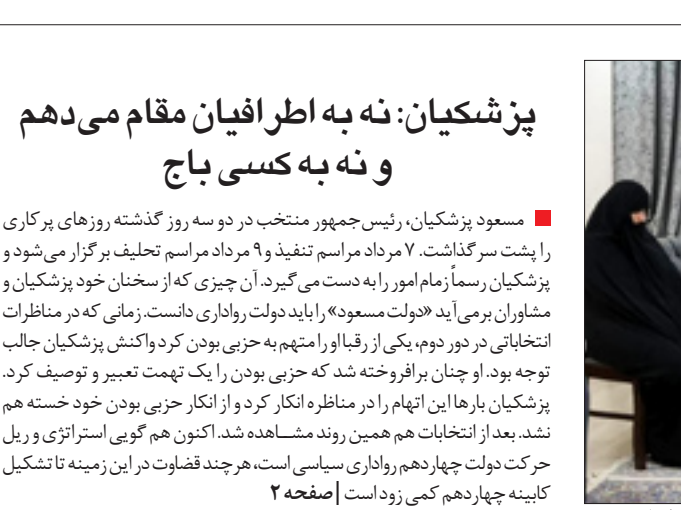 پزشکیان: نه به اطرافیان مقام می‌دهم
و نه به کسی باج
مسعود پزشکیان، رئیس‌جمهور منتخب در دو سه روز گذشته روزهای پرکاری
را پشت سر گذاشت. ۷ مرداد مراسم تنفیذ و ۹ مرداد مراسم تحلیف برگزار می‌شود و
پزشکیان رسماً زمام امور را به دست می‌گیرد. آن چیزی که از سخنان خود پزشکیان و
مشاوران برمی‌آید «دولت مسعود» را باید دولت رواداری دانست. زمانی که در مناظرات
انتخاباتی در دور دوم، یکی از رقبا او را متهم به حزبی بودن کرد واکنش پزشکیان جالب
توجه بود. او چنان برافروخته شد که حزبی بودن را یک تهمت تعبیر و توصیف کرد.
پزشکیان بارها این اتهام را در مناظره انکار کرد و از انکار حزبی بودن خود خسته هم
نشد. بعد از انتخابات هم همین روند مشاهده شد. اکنون هم گویی استراتژی و ریل
حرکت دولت چهاردهم رواداری سیاسی است، هرچند قضاوت در این زمینه تا تشکیل
کابینه چهاردهم کمی زود است | صفحه ۲